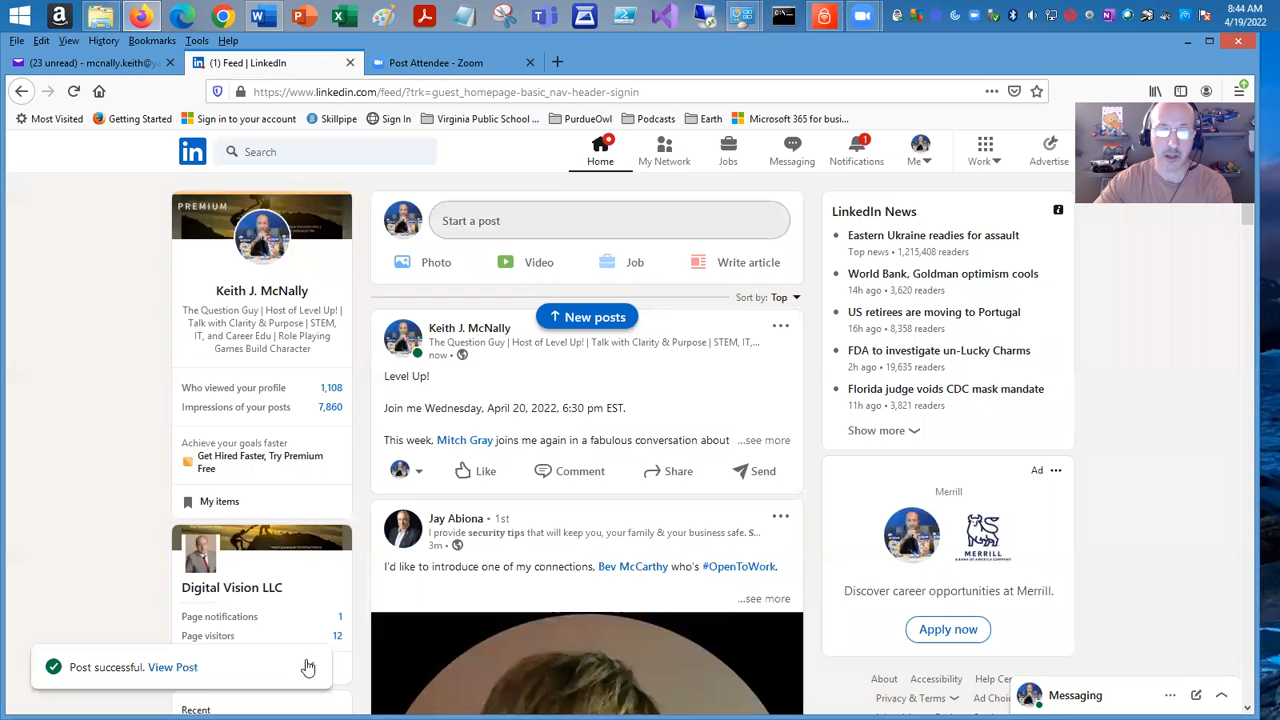 8:44 AM
4/19/2022
File Edit View History Bookmarks Tools Help
(23 unread) - mcnally.keith@ya
(1) Feed | LinkedIn
Post Attendee - Zoom
https://www.linkedin.com/feed/?trk=guest_homepage-basic_nav-header-signin
Most Visited
Getting Started
Sign in to your account
Skillpipe
Sign In
Virginia Public School ...
PurdueOwl
Podcasts
Earth
Microsoft 365 for busi...
in
Search
Home
My Network
Jobs
Messaging
1
Notifications
Me
Work
Advertise
PREMIUM
Keith J. McNally
The Question Guy | Host of Level Up! |
Talk with Clarity & Purpose | STEM,
IT, and Career Edu | Role Playing
Games Build Character
Who viewed your profile 1,108
Impressions of your posts 7,860
Achieve your goals faster
Get Hired Faster, Try Premium
Free
My items
Digital Vision LLC
Page notifications 1
Page visitors 12
Post successful. View Post
Recent
Start a post
Photo
Video
Job
Write article
Sort by: Top
New posts
Keith J. McNally
The Question Guy | Host of Level Up! | Talk with Clarity & Purpose | STEM, IT,...
now •
Level Up!
Join me Wednesday, April 20, 2022, 6:30 pm EST.
This week, Mitch Gray joins me again in a fabulous conversation about ...see more
Like
Comment
Share
Send
Jay Abiona • 1st
I provide security tips that will keep you, your family & your business safe. S...
3m •
I'd like to introduce one of my connections, Bev McCarthy who's #OpenToWork.
...see more
LinkedIn News
Eastern Ukraine readies for assault
Top news • 1,215,408 readers
World Bank, Goldman optimism cools
14h ago • 3,620 readers
US retirees are moving to Portugal
16h ago • 8,358 readers
FDA to investigate un-Lucky Charms
2h ago • 19,635 readers
Florida judge voids CDC mask mandate
11h ago • 3,821 readers
Show more
Ad
Merrill
MERRILL
A BANK OF AMERICA COMPANY
Discover career opportunities at Merrill.
Apply now
About Accessibility Help Cen
Privacy & Terms Ad Choi
Messaging